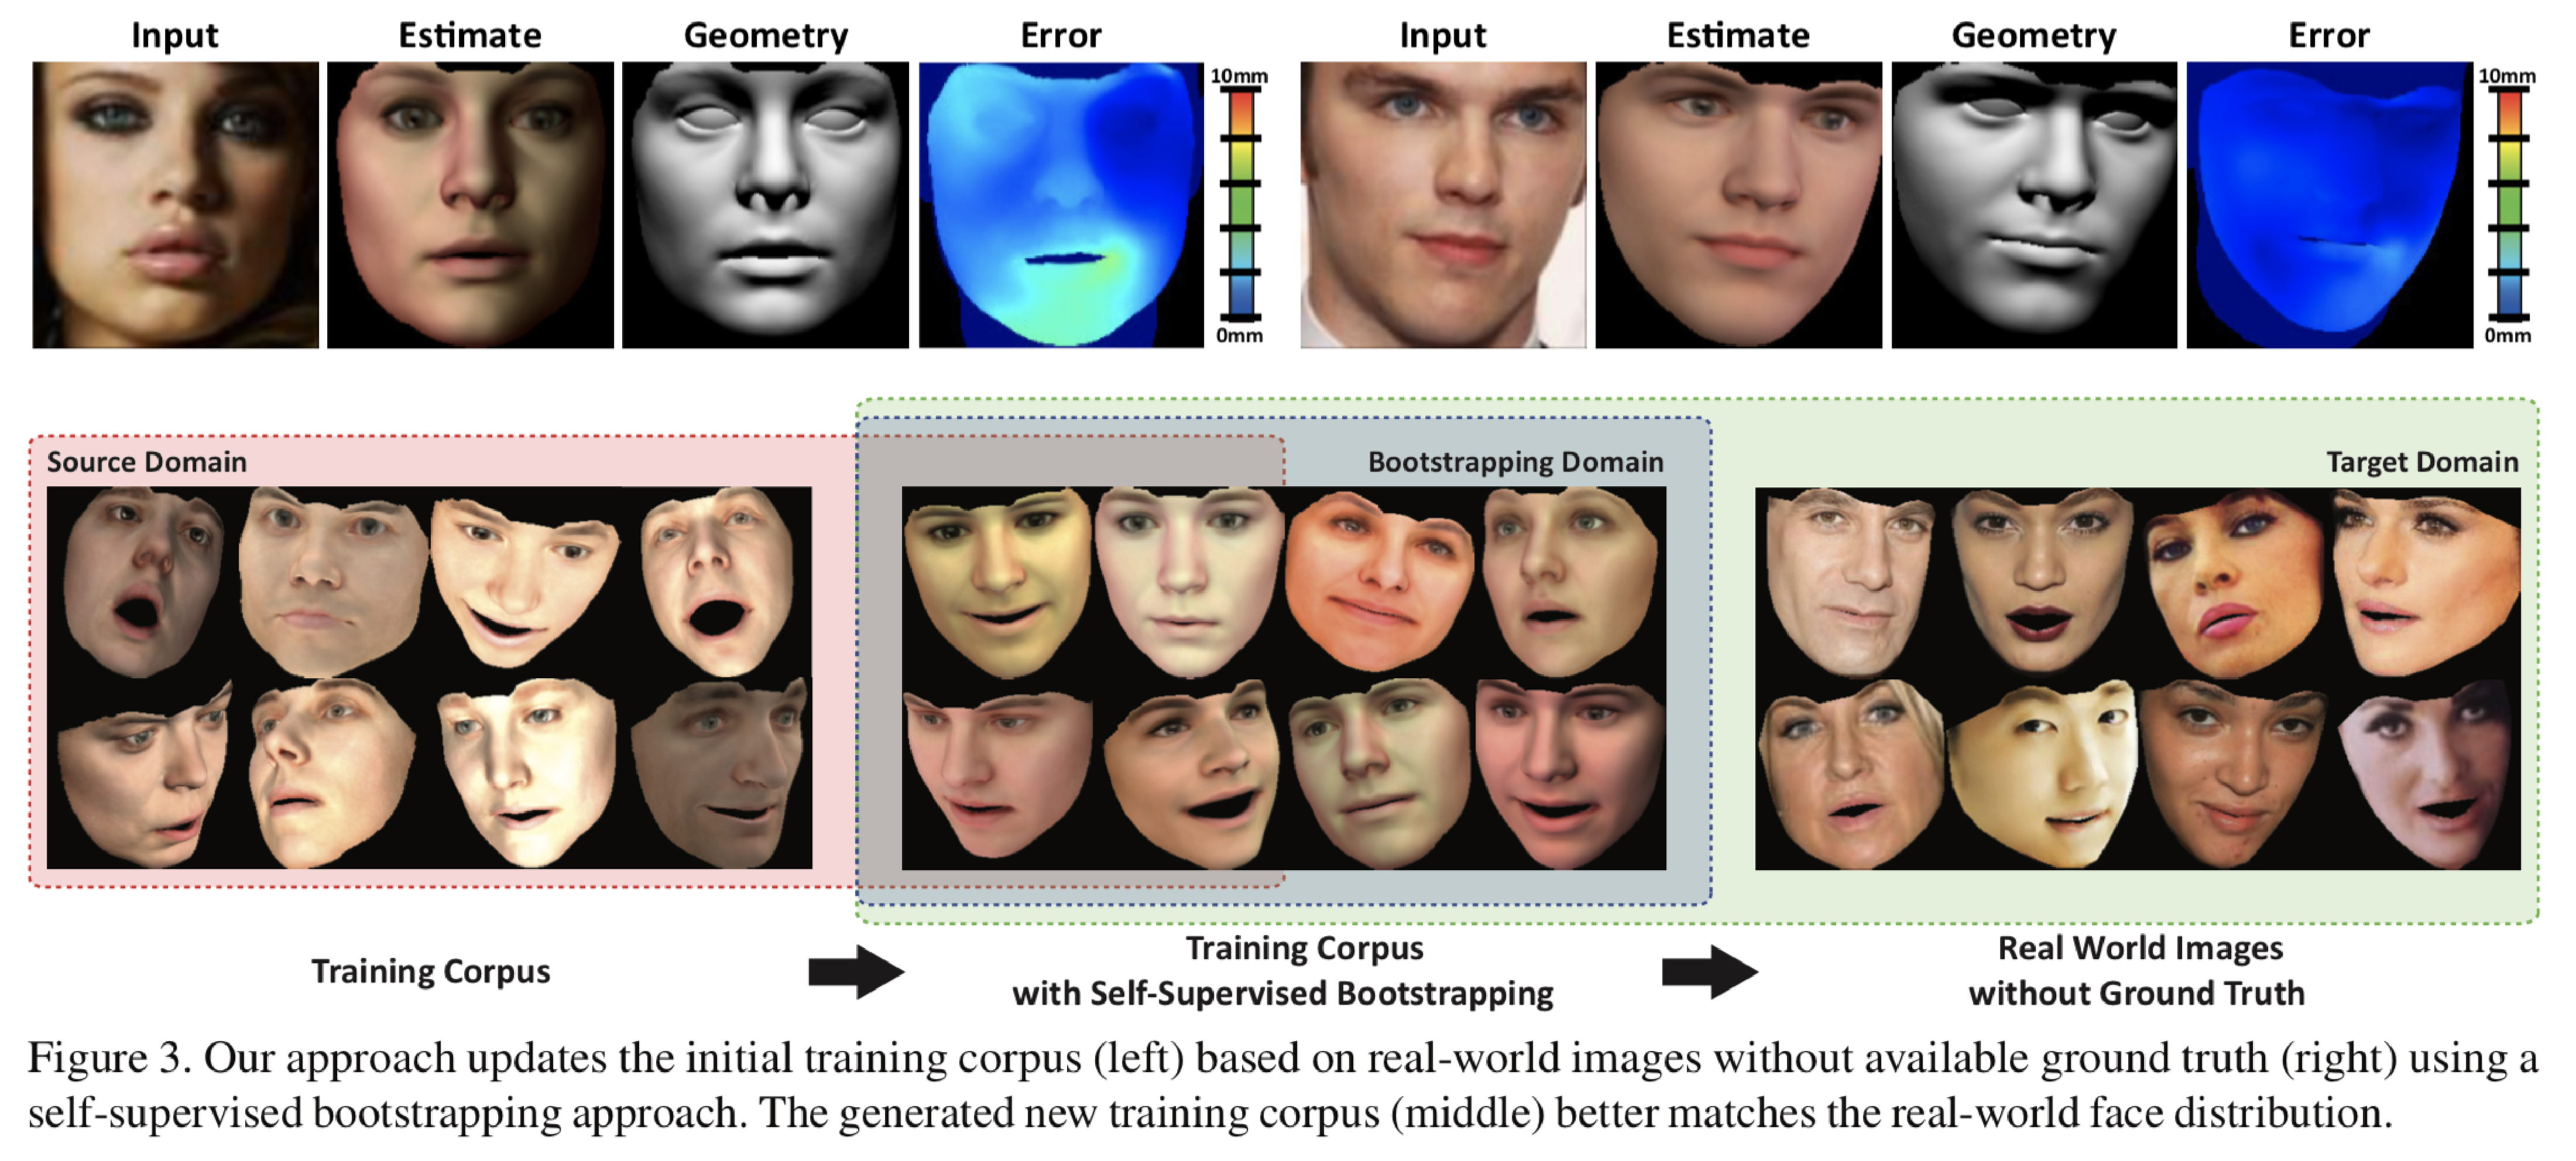 Input Estimate Geometry Error Input Estimate Geometry Error
10mm 10mm
0mm 0mm
Source Domain Bootstrapping Domain Target Domain
Training Corpus
Training Corpus
with Self-Supervised Bootstrapping
Real World Images
without Ground Truth
Figure 3. Our approach updates the initial training corpus (left) based on real-world images without available ground truth (right) using a
self-supervised bootstrapping approach. The generated new training corpus (middle) better matches the real-world face distribution.